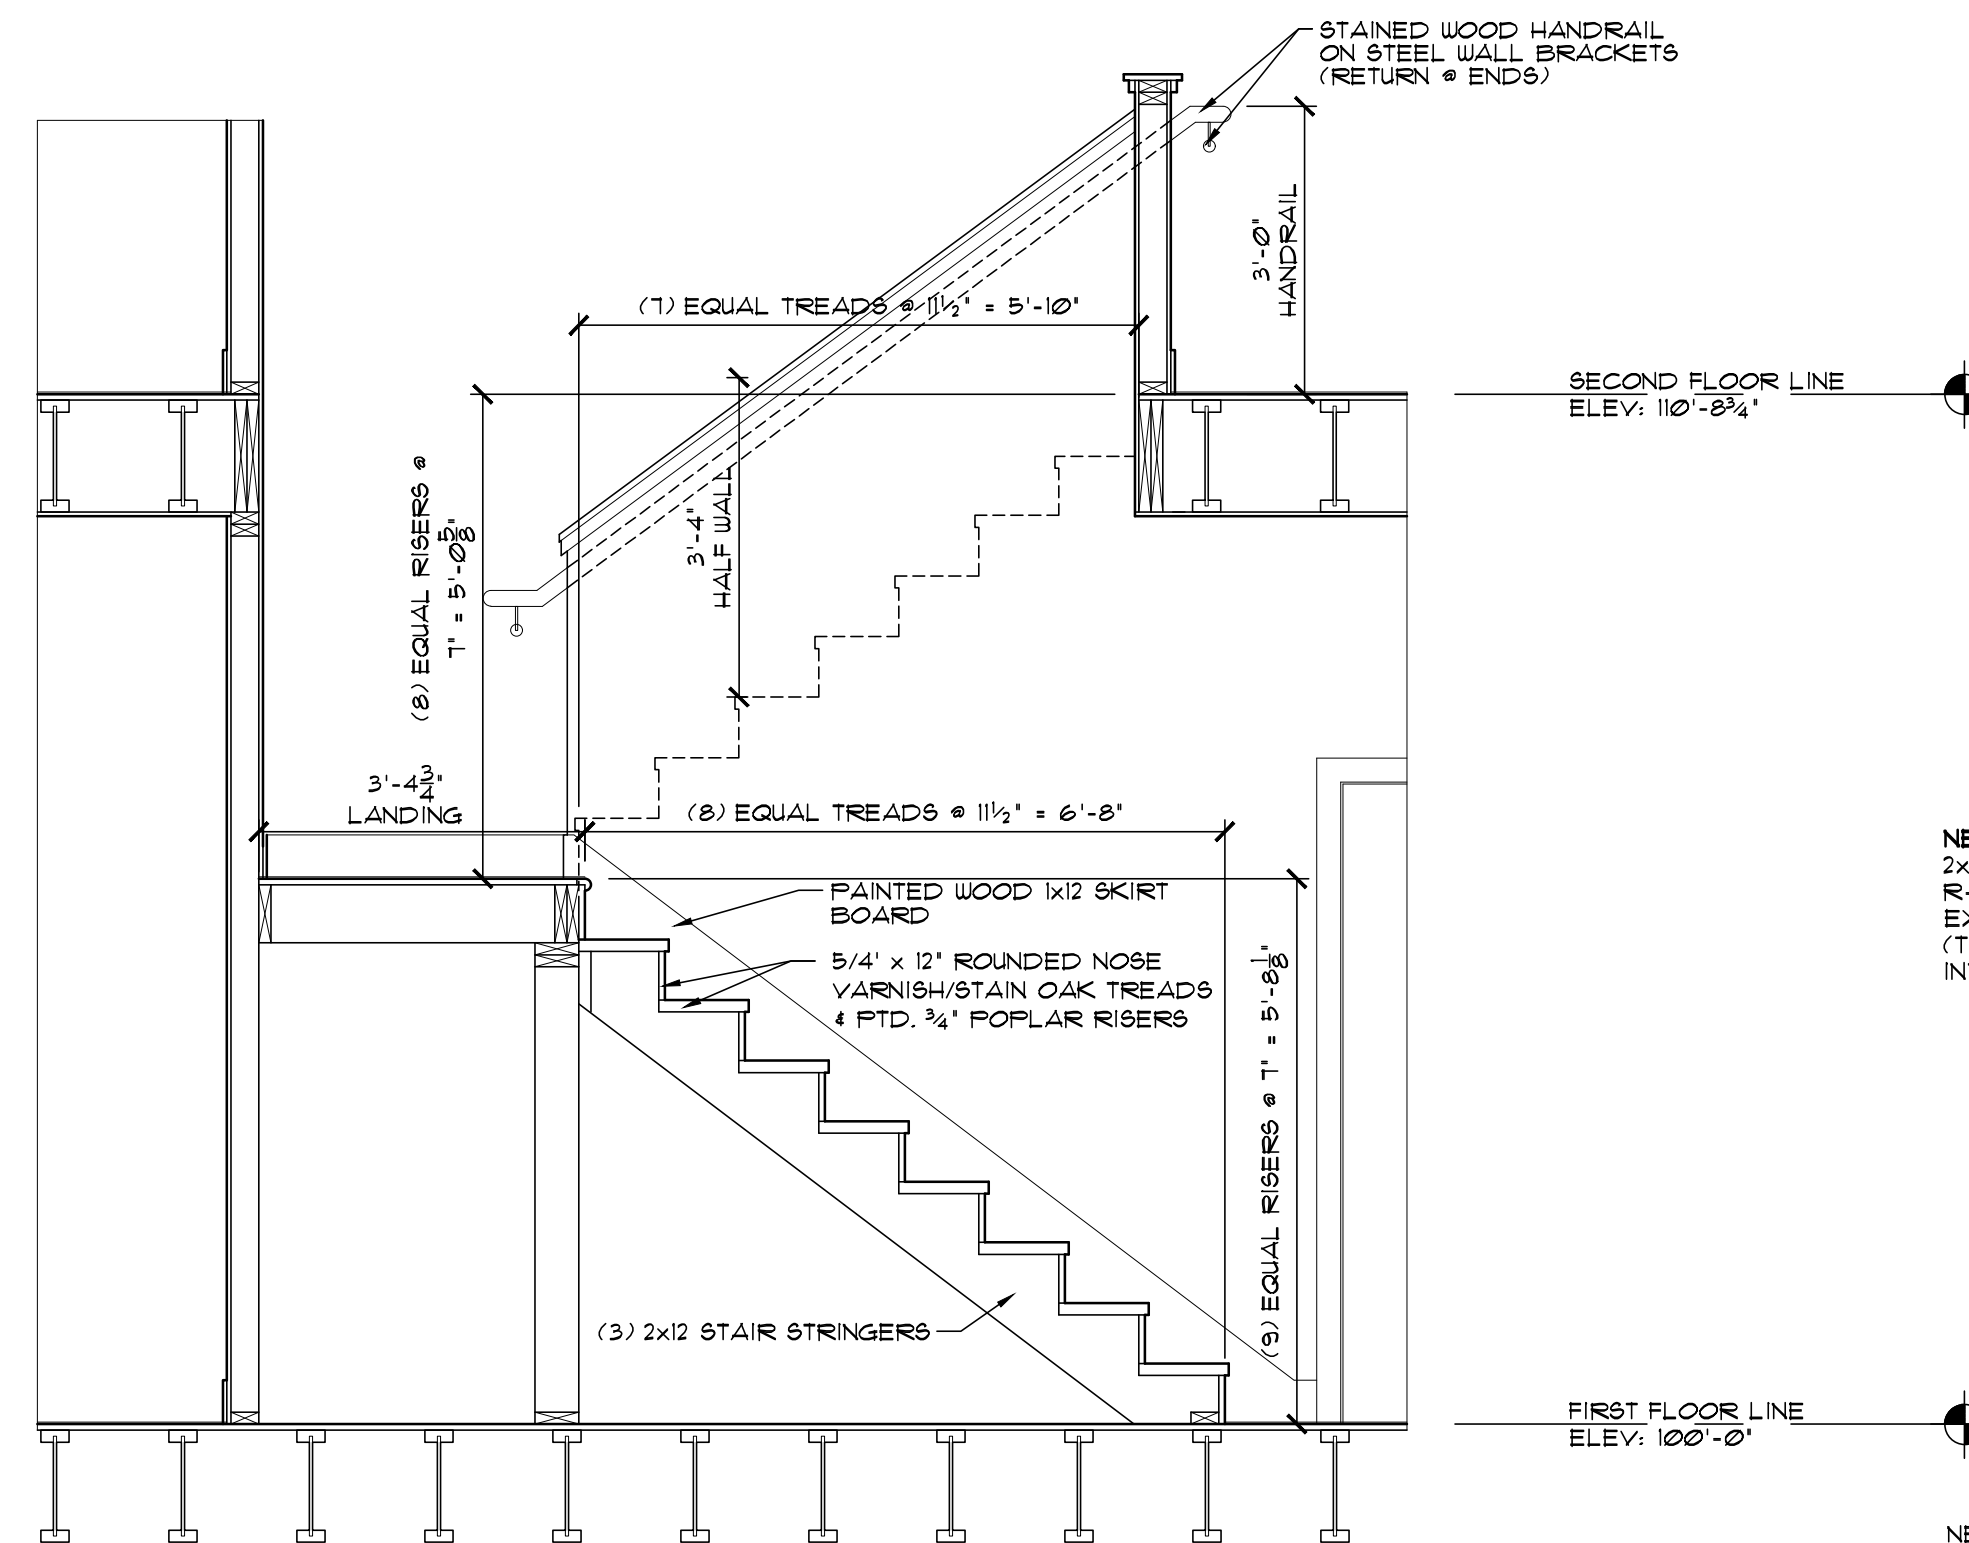 STAINED WOOD HANDRAIL
ON STEEL WALL BRACKETS
(RETURN @ ENDS)
3'-0"
HANDRAIL
(7) EQUAL TREADS @ 11½" = 5'-10"
SECOND FLOOR LINE
ELEV: 110'-8¾"
(8) EQUAL RISERS @
7" = 5'-0⅝"
3'-4"
HALF WALL
3'-4¾"
LANDING
(8) EQUAL TREADS @ 11½" = 6'-8"
PAINTED WOOD 1x12 SKIRT
BOARD
5/4' x 12" ROUNDED NOSE
VARNISH/STAIN OAK TREADS
& PTD. ¾" POPLAR RISERS
(9) EQUAL RISERS @ 7" = 5'-8⅛"
(3) 2x12 STAIR STRINGERS
FIRST FLOOR LINE
ELEV: 100'-0"